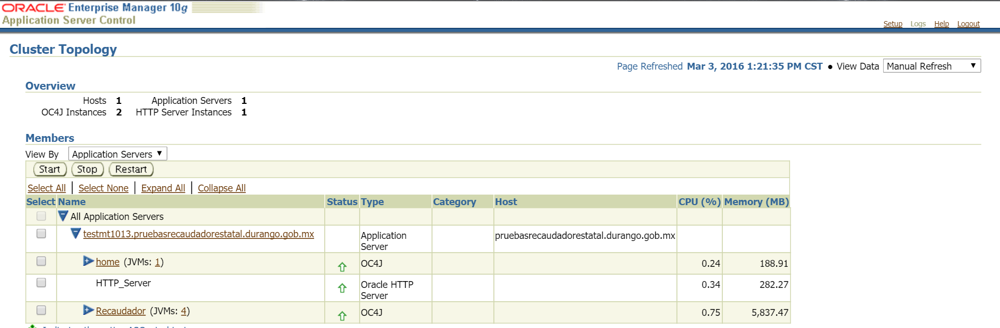 ORACLE Enterprise Manager 10g
Application Server Control
Setup Logs Help Logout
Cluster Topology
Page Refreshed Mar 3, 2016 1:21:35 PM CST ● View Data Manual Refresh
Overview
Hosts 1 Application Servers 1
OC4J Instances 2 HTTP Server Instances 1
Members
View By Application Servers
Start Stop Restart
Select All | Select None | Expand All | Collapse All
Select Name Status Type Category Host CPU (%) Memory (MB)
All Application Servers
testmt1013.pruebasrecaudadorestatal.durango.gob.mx Application Server pruebasrecaudadorestatal.durango.gob.mx
home (JVMs: 1) OC4J 0.24 188.91
HTTP_Server Oracle HTTP Server 0.34 282.27
Recaudador (JVMs: 4) OC4J 0.75 5,837.47